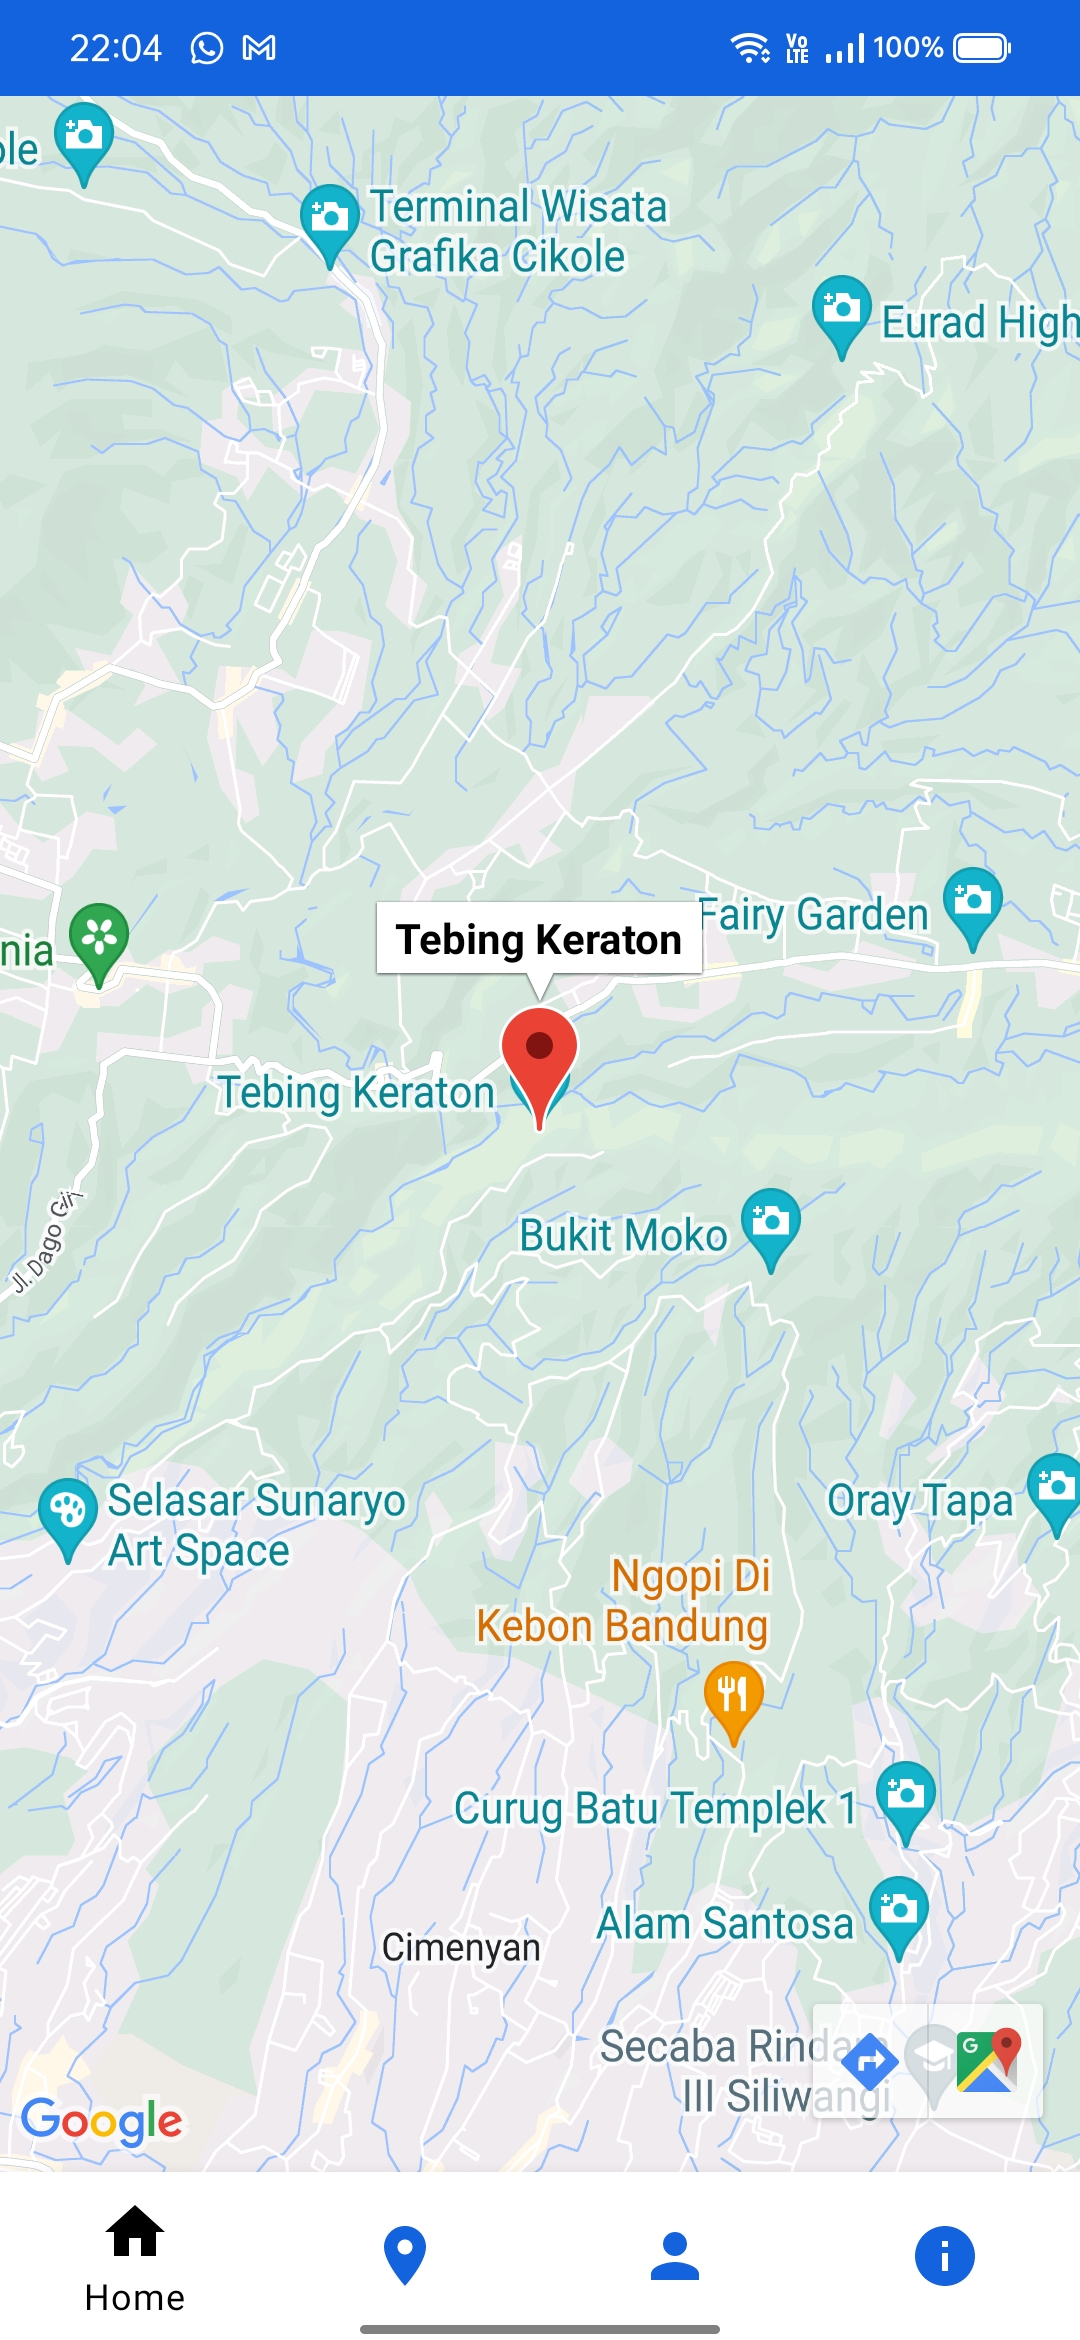 22:04
Vo
LTE
100%
ole
Terminal Wisata
Grafika Cikole
Eurad High
Fairy Garden
nia
Tebing Keraton
Tebing Keraton
Bukit Moko
Jl. Dago Giri
Selasar Sunaryo
Art Space
Oray Tapa
Ngopi Di
Kebon Bandung
Curug Batu Templek 1
Alam Santosa
Cimenyan
Secaba Rindam
III Siliwangi
G
Google
Home